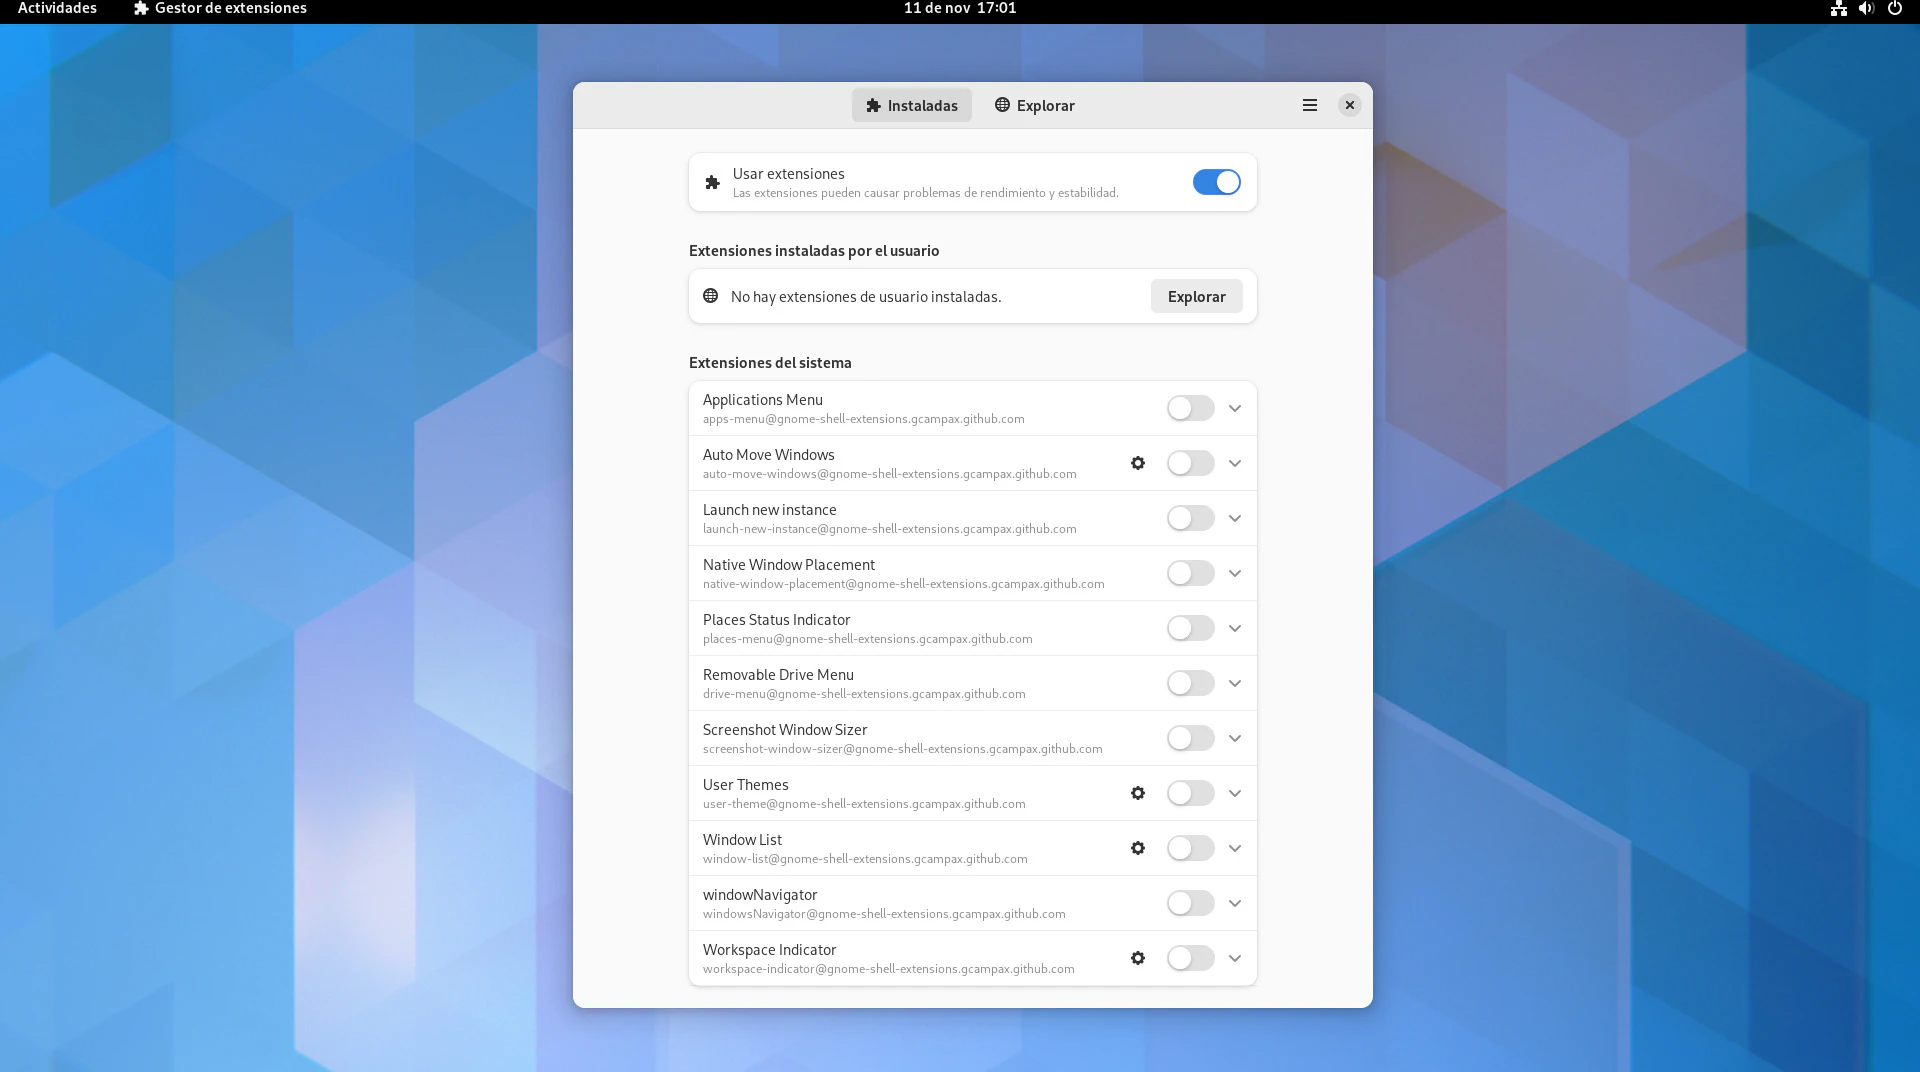 Actividades
Gestor de extensiones
11 de nov 17:01
Instaladas
Explorar
Usar extensiones
Las extensiones pueden causar problemas de rendimiento y estabilidad.
Extensiones instaladas por el usuario
No hay extensiones de usuario instaladas.
Explorar
Extensiones del sistema
Applications Menu
apps-menu@gnome-shell-extensions.gcampax.github.com
Auto Move Windows
auto-move-windows@gnome-shell-extensions.gcampax.github.com
Launch new instance
launch-new-instance@gnome-shell-extensions.gcampax.github.com
Native Window Placement
native-window-placement@gnome-shell-extensions.gcampax.github.com
Places Status Indicator
places-menu@gnome-shell-extensions.gcampax.github.com
Removable Drive Menu
drive-menu@gnome-shell-extensions.gcampax.github.com
Screenshot Window Sizer
screenshot-window-sizer@gnome-shell-extensions.gcampax.github.com
User Themes
user-theme@gnome-shell-extensions.gcampax.github.com
Window List
window-list@gnome-shell-extensions.gcampax.github.com
windowNavigator
windowsNavigator@gnome-shell-extensions.gcampax.github.com
Workspace Indicator
workspace-indicator@gnome-shell-extensions.gcampax.github.com